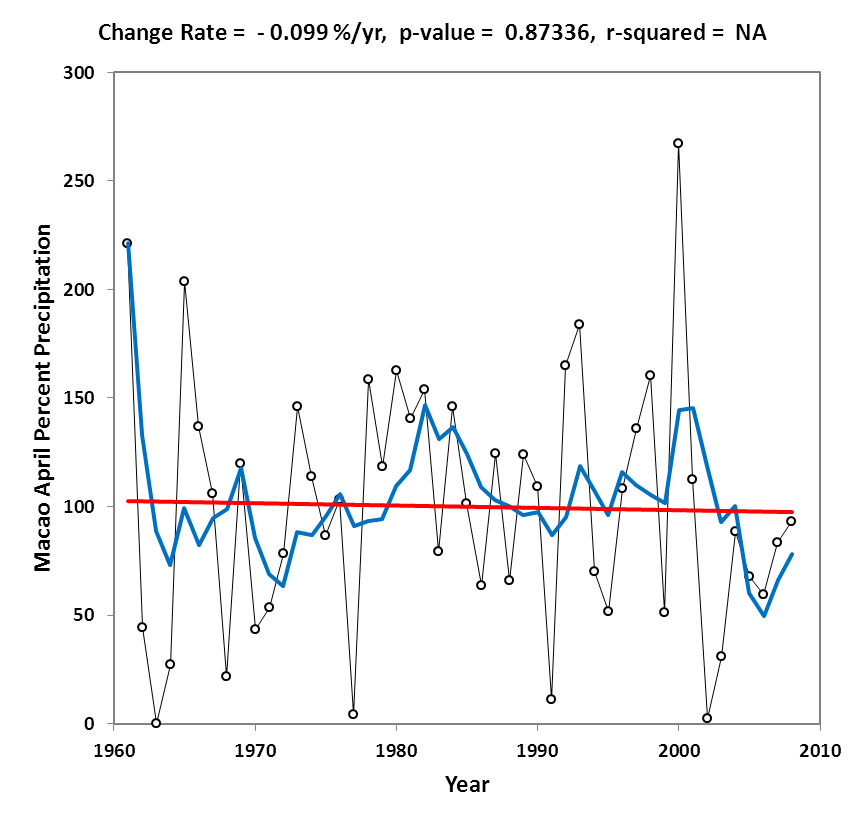 Change Rate =  - 0.099 %/yr,  p-value =  0.87336,  r-squared =  NA
300
250
200
150
100
50
0
Macao April Percent Precipitation
1960 1970 1980 1990 2000 2010
Year